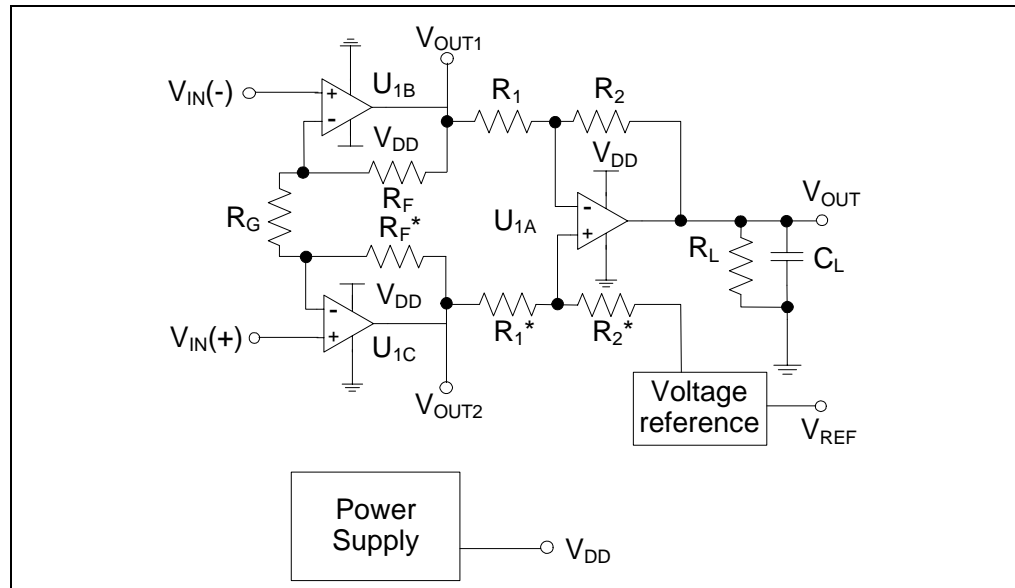 V_OUT1
V_IN(-)
+
-
U_1B
R_1
R_2
V_DD
V_DD
R_F
R_G
R_F*
U_1A
-
+
V_OUT
R_L
C_L
V_DD
-
+
V_IN(+)
U_1C
R_1*
R_2*
V_OUT2
Voltage
reference
V_REF
Power
Supply
V_DD